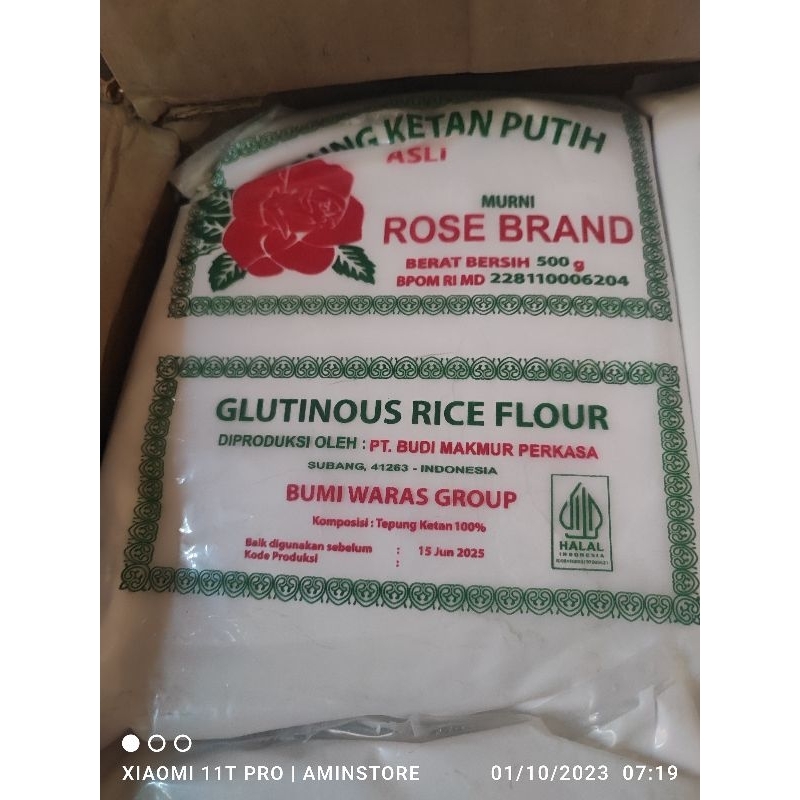 KETAN PUTIH
ASLI
MURNI
ROSE BRAND
BERAT BERSIH 500 g
BPOM RI MD 228110006204
GLUTINOUS RICE FLOUR
DIPRODUKSI OLEH : PT. BUDI MAKMUR PERKASA
SUBANG, 41263 - INDONESIA
BUMI WARAS GROUP
Komposisi : Tepung Ketan 100%
Baik digunakan sebelum : 15 Jun 2025
Kode Produksi :
HALAL
INDONESIA
XIAOMI 11T PRO | AMINSTORE
01/10/2023 07:19